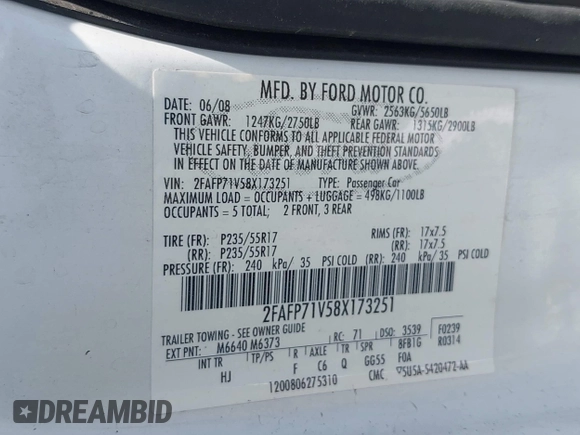 MFD. BY FORD MOTOR CO.
DATE: 06/08 GVWR: 2563KG/5650LB
FRONT GAWR: 1247KG/2750LB REAR GAWR: 1315KG/2900LB
THIS VEHICLE CONFORMS TO ALL APPLICABLE FEDERAL MOTOR
VEHICLE SAFETY, BUMPER, AND THEFT PREVENTION STANDARDS
IN EFFECT ON THE DATE OF MANUFACTURE SHOWN ABOVE.
VIN: 2FAFP71V58X173251 TYPE: Passenger Car
MAXIMUM LOAD = OCCUPANTS + LUGGAGE = 498KG/1100LB
OCCUPANTS = 5 TOTAL; 2 FRONT, 3 REAR
TIRE (FR): P235/55R17 RIMS (FR): 17x7.5
(RR): P235/55R17 (RR): 17x7.5
PRESSURE (FR): 240 kPa/ 35 PSI COLD (RR): 240 kPa/ 35 PSI COLD
2FAFP71V58X173251
TRAILER TOWING - SEE OWNER GUIDE RC: 71 DSO: 3539 F0239
EXT PNT: M6640 M6373 8FB1G R0314
INT TR TP/PS R AXLE TR SPR
HJ F C6 Q GG55 F0A
1200806275310 CMC 5U5A-5420472-AA
DREAMBID